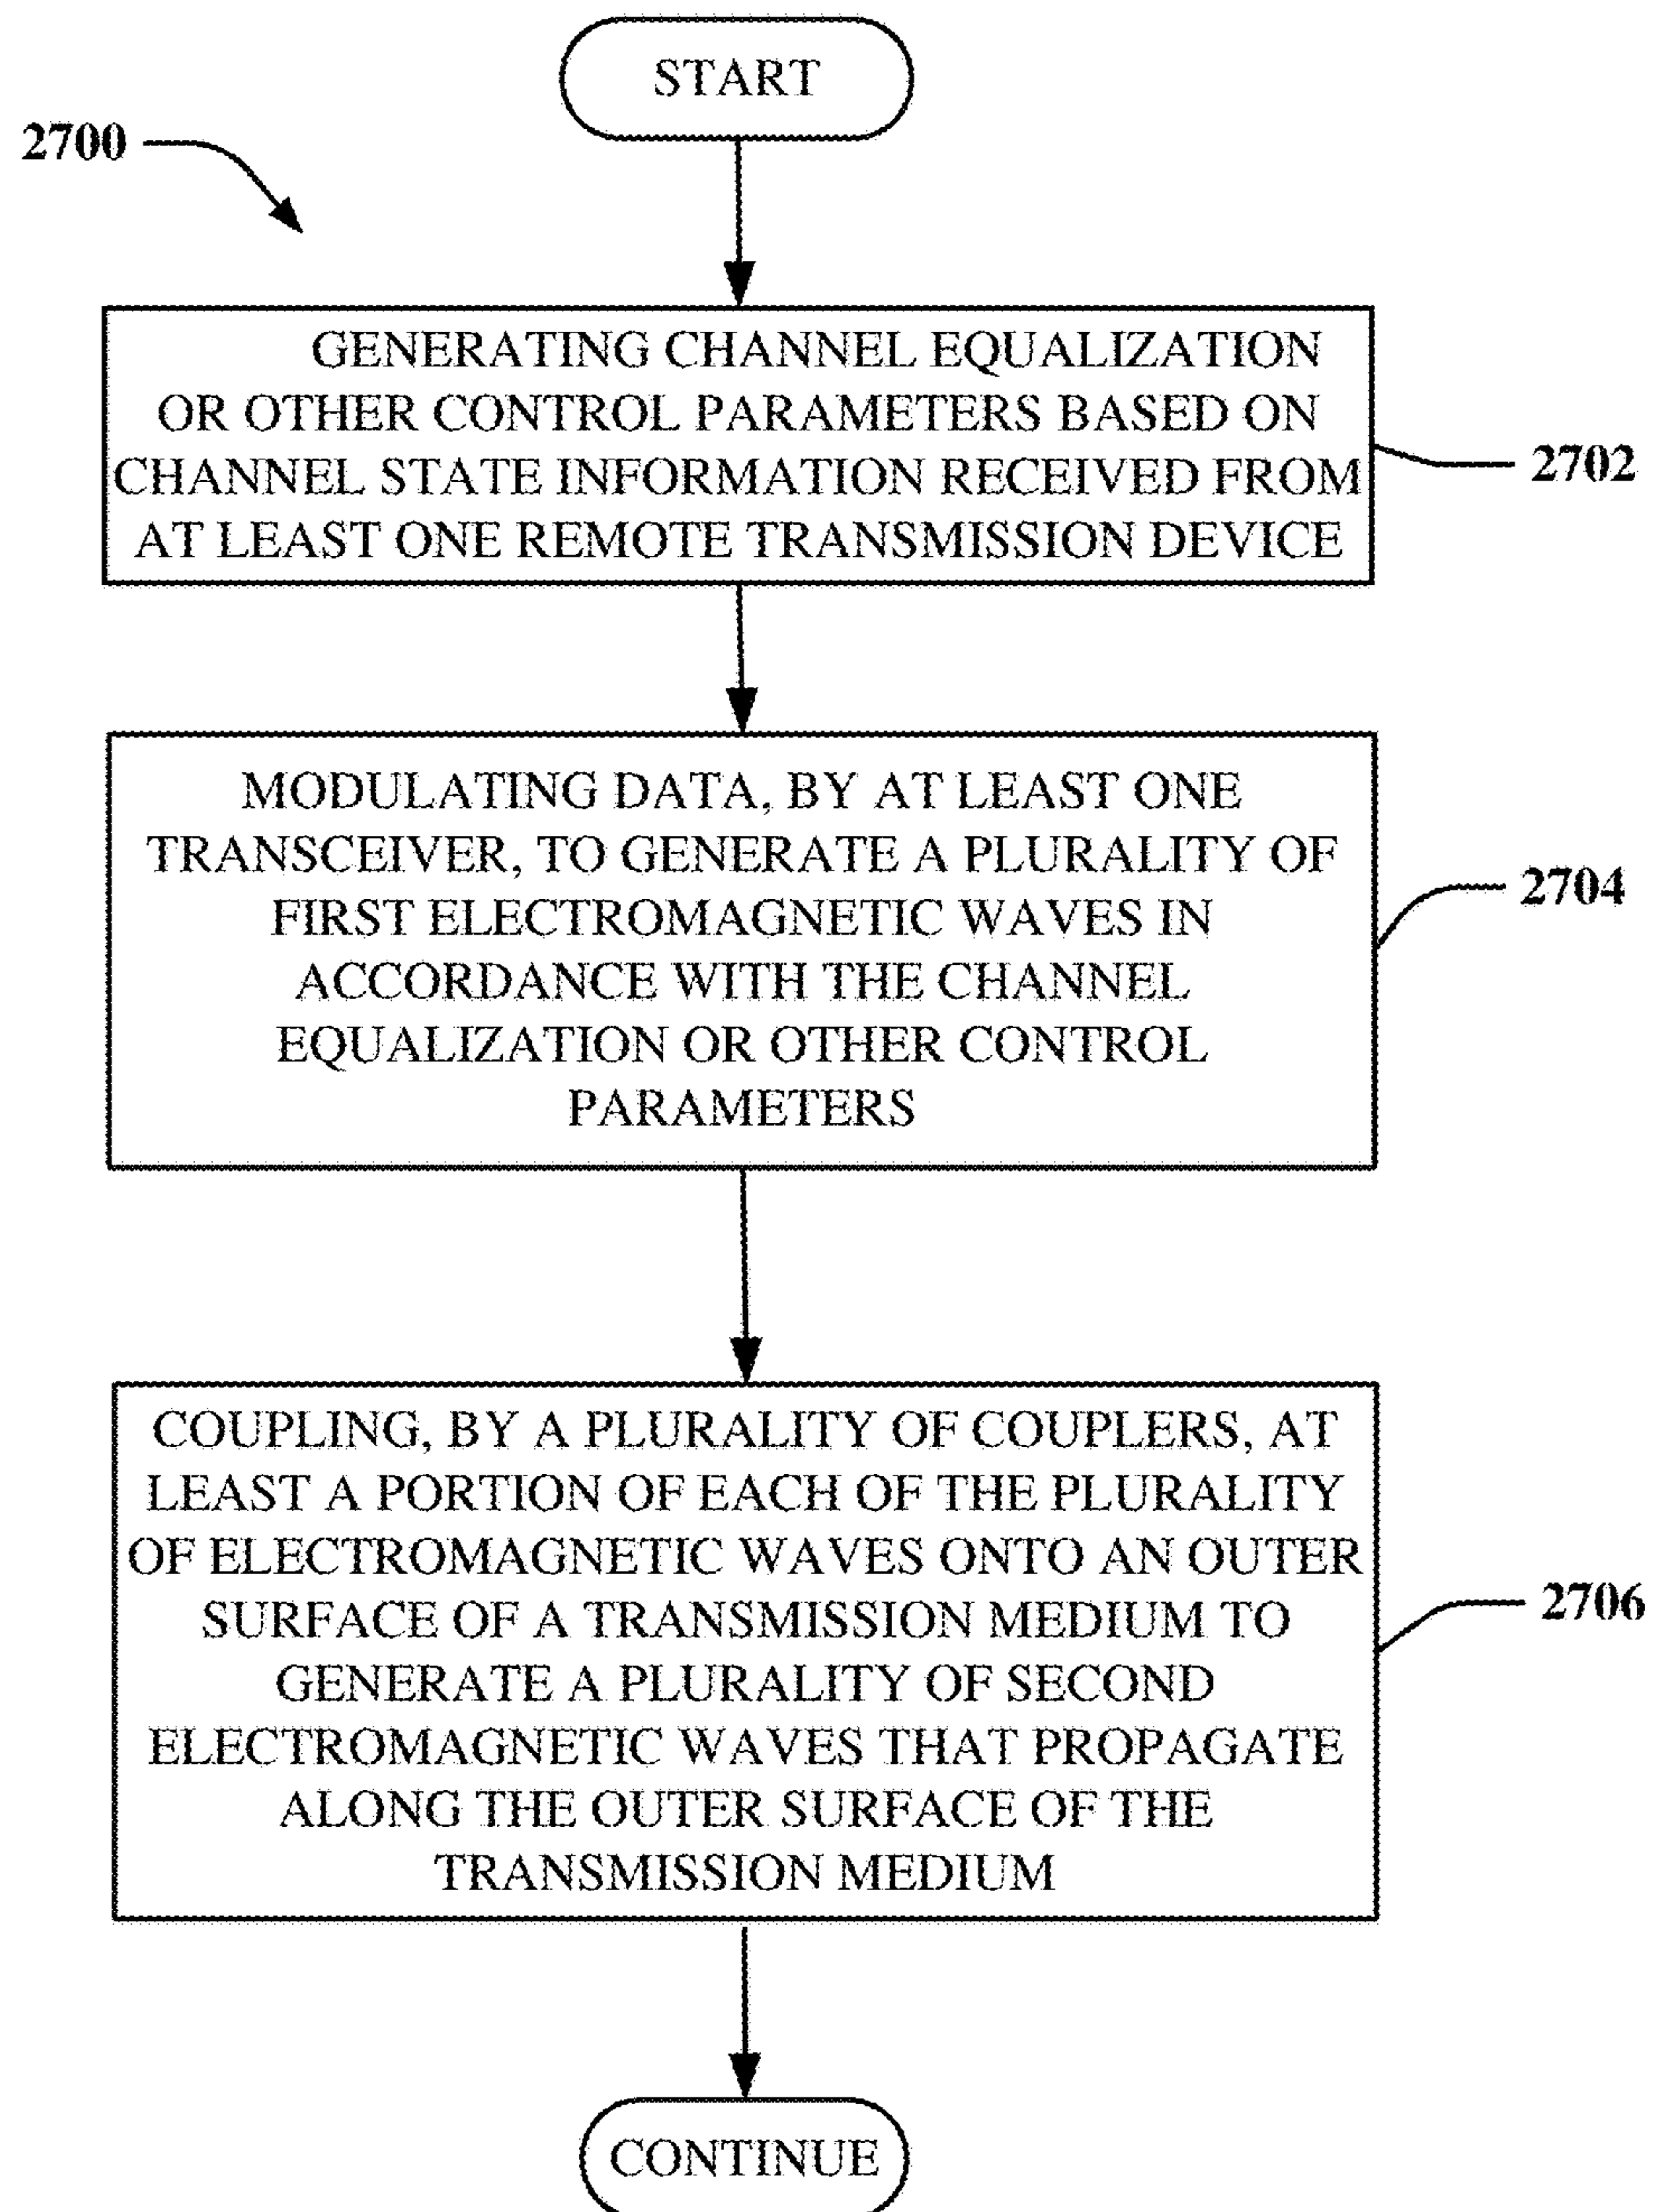 START
2700
GENERATING CHANNEL EQUALIZATION
OR OTHER CONTROL PARAMETERS BASED ON
CHANNEL STATE INFORMATION RECEIVED FROM
AT LEAST ONE REMOTE TRANSMISSION DEVICE
2702
MODULATING DATA, BY AT LEAST ONE
TRANSCEIVER, TO GENERATE A PLURALITY OF
FIRST ELECTROMAGNETIC WAVES IN
ACCORDANCE WITH THE CHANNEL
EQUALIZATION OR OTHER CONTROL
PARAMETERS
2704
COUPLING, BY A PLURALITY OF COUPLERS, AT
LEAST A PORTION OF EACH OF THE PLURALITY
OF ELECTROMAGNETIC WAVES ONTO AN OUTER
SURFACE OF A TRANSMISSION MEDIUM TO
GENERATE A PLURALITY OF SECOND
ELECTROMAGNETIC WAVES THAT PROPAGATE
ALONG THE OUTER SURFACE OF THE
TRANSMISSION MEDIUM
2706
CONTINUE